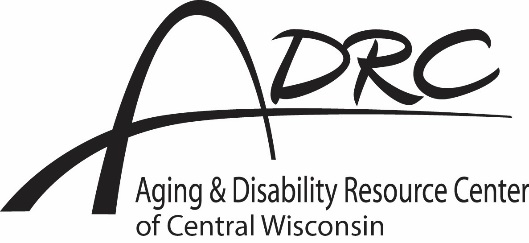 ADRC
Aging & Disability Resource Center
of Central Wisconsin